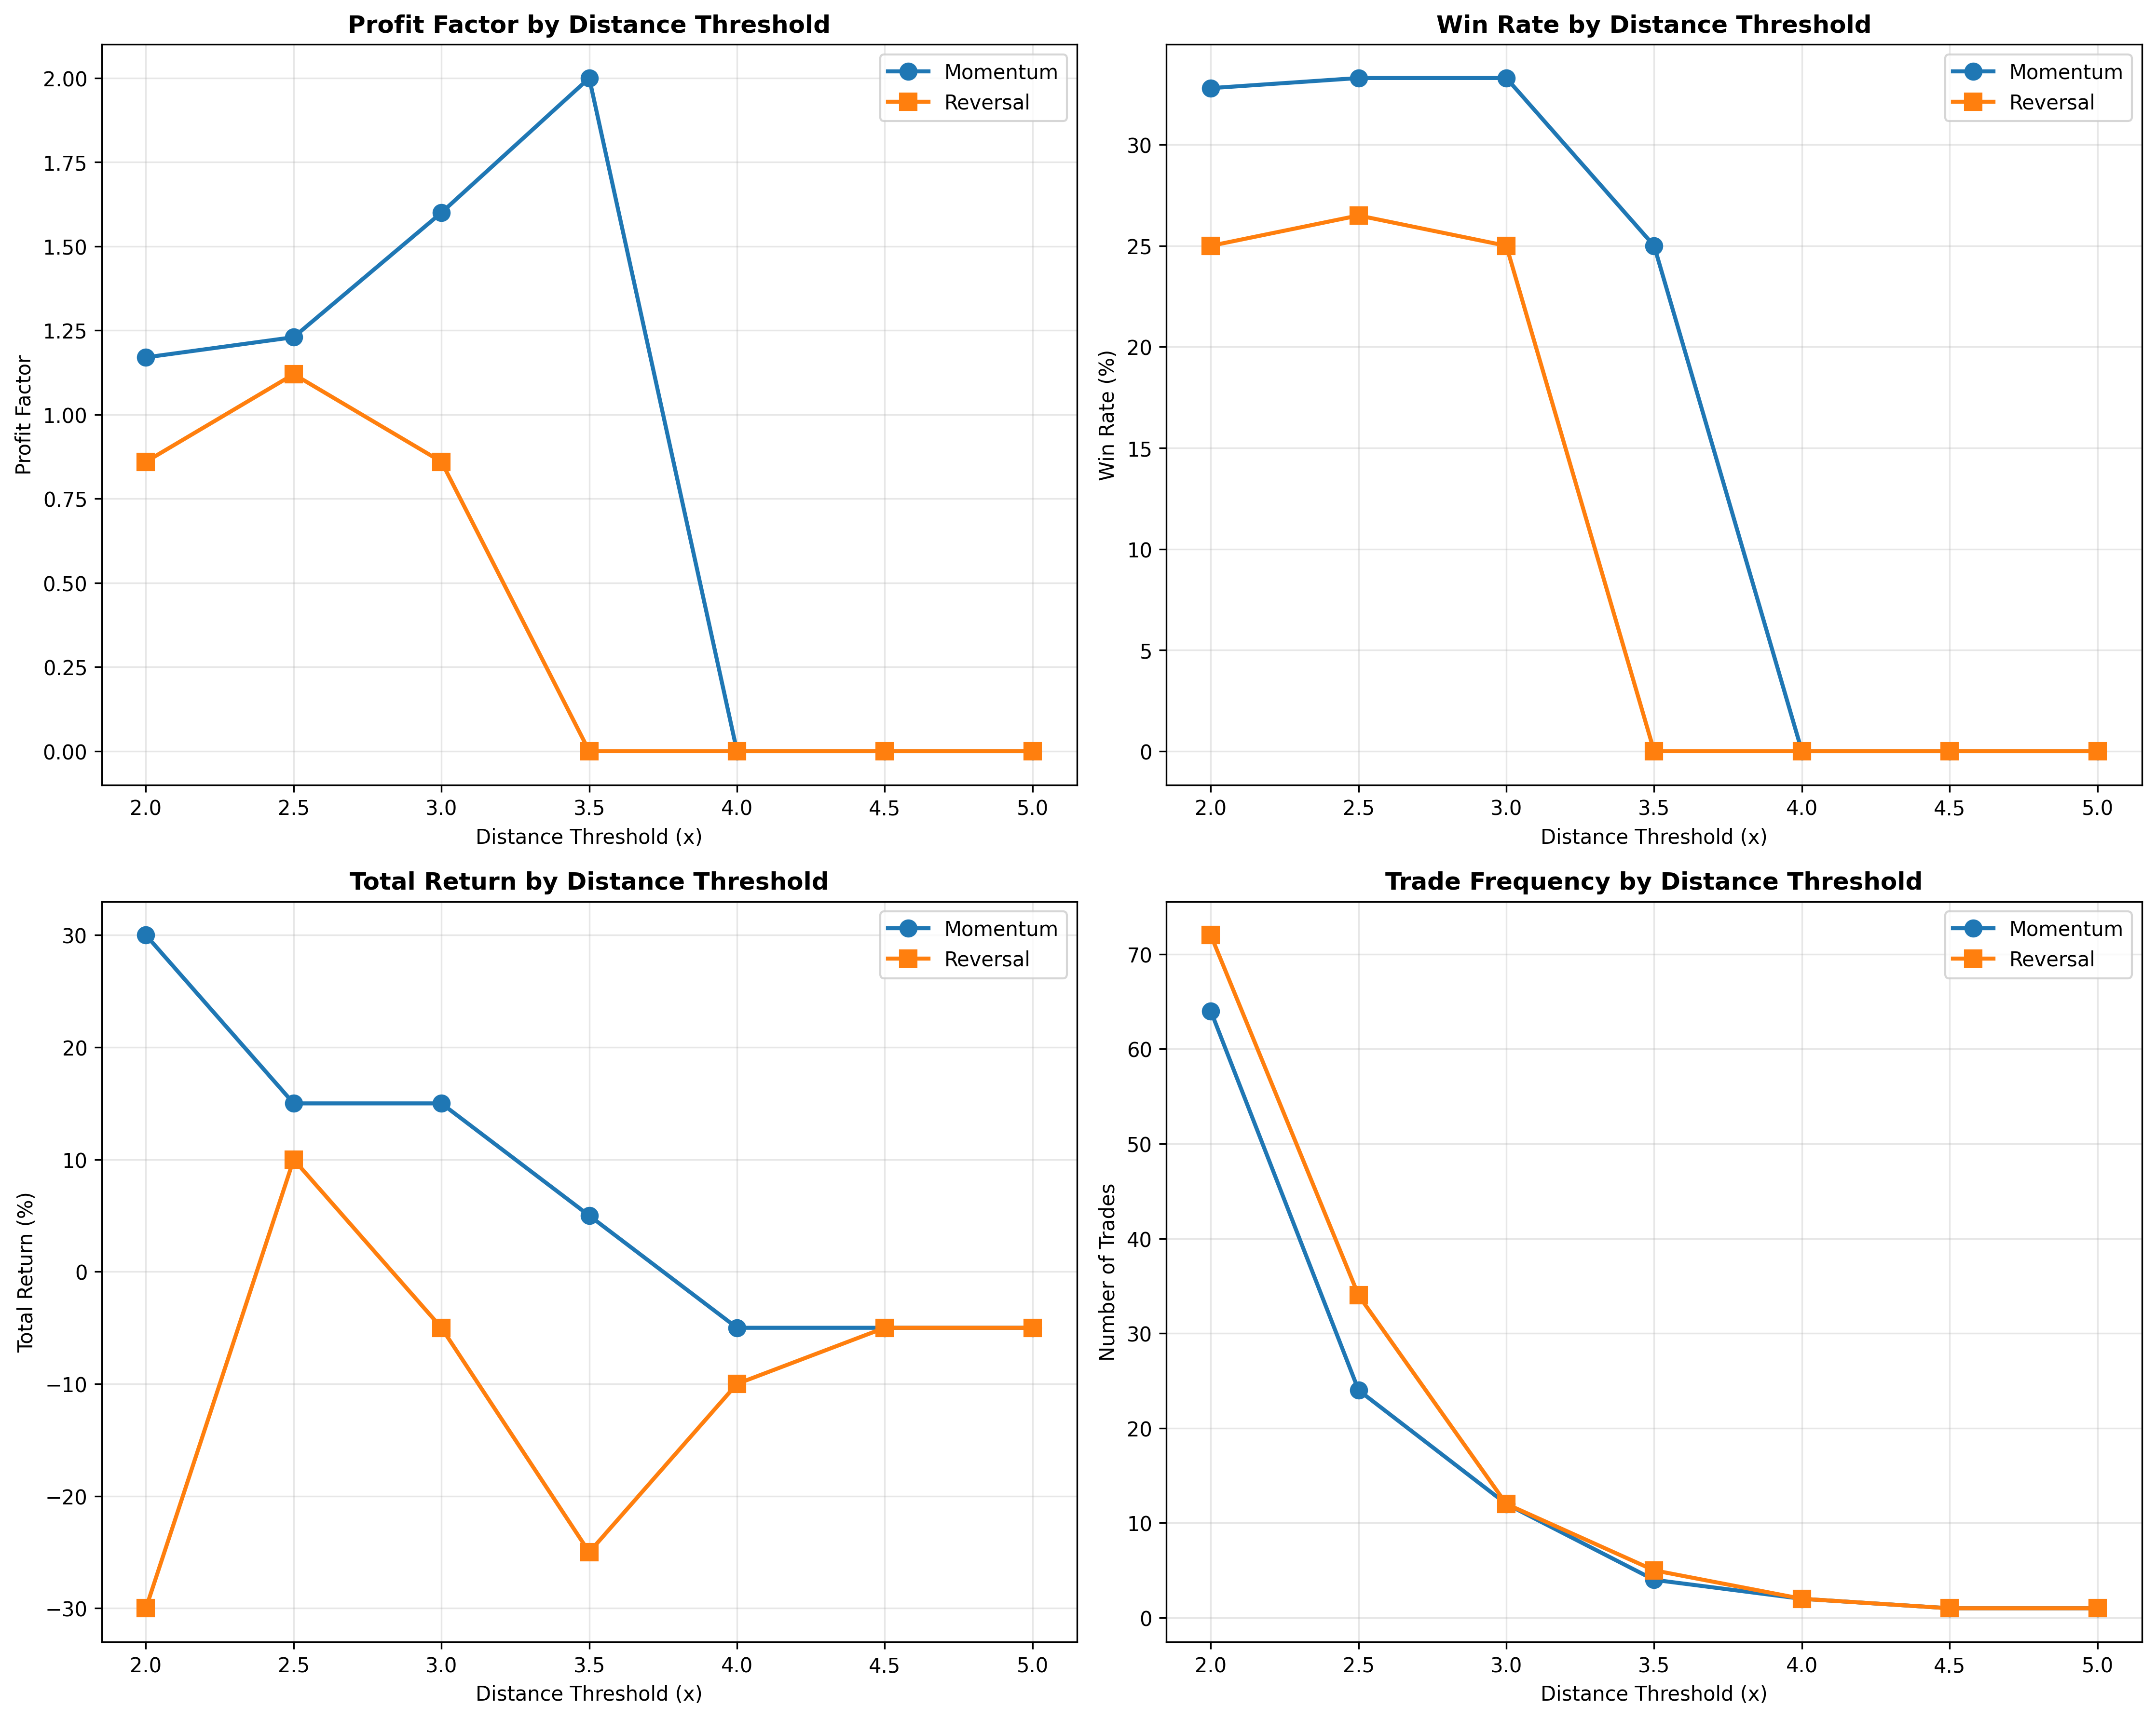 Profit Factor by Distance Threshold
Momentum
Reversal
2.00
1.75
1.50
1.25
1.00
0.75
0.50
0.25
0.00
Profit Factor
2.0 2.5 3.0 3.5 4.0 4.5 5.0
Distance Threshold (x)
Win Rate by Distance Threshold
Momentum
Reversal
30
25
20
15
10
5
0
Win Rate (%)
2.0 2.5 3.0 3.5 4.0 4.5 5.0
Distance Threshold (x)
Total Return by Distance Threshold
Momentum
Reversal
30
20
10
0
−10
−20
−30
Total Return (%)
2.0 2.5 3.0 3.5 4.0 4.5 5.0
Distance Threshold (x)
Trade Frequency by Distance Threshold
Momentum
Reversal
70
60
50
40
30
20
10
0
Number of Trades
2.0 2.5 3.0 3.5 4.0 4.5 5.0
Distance Threshold (x)